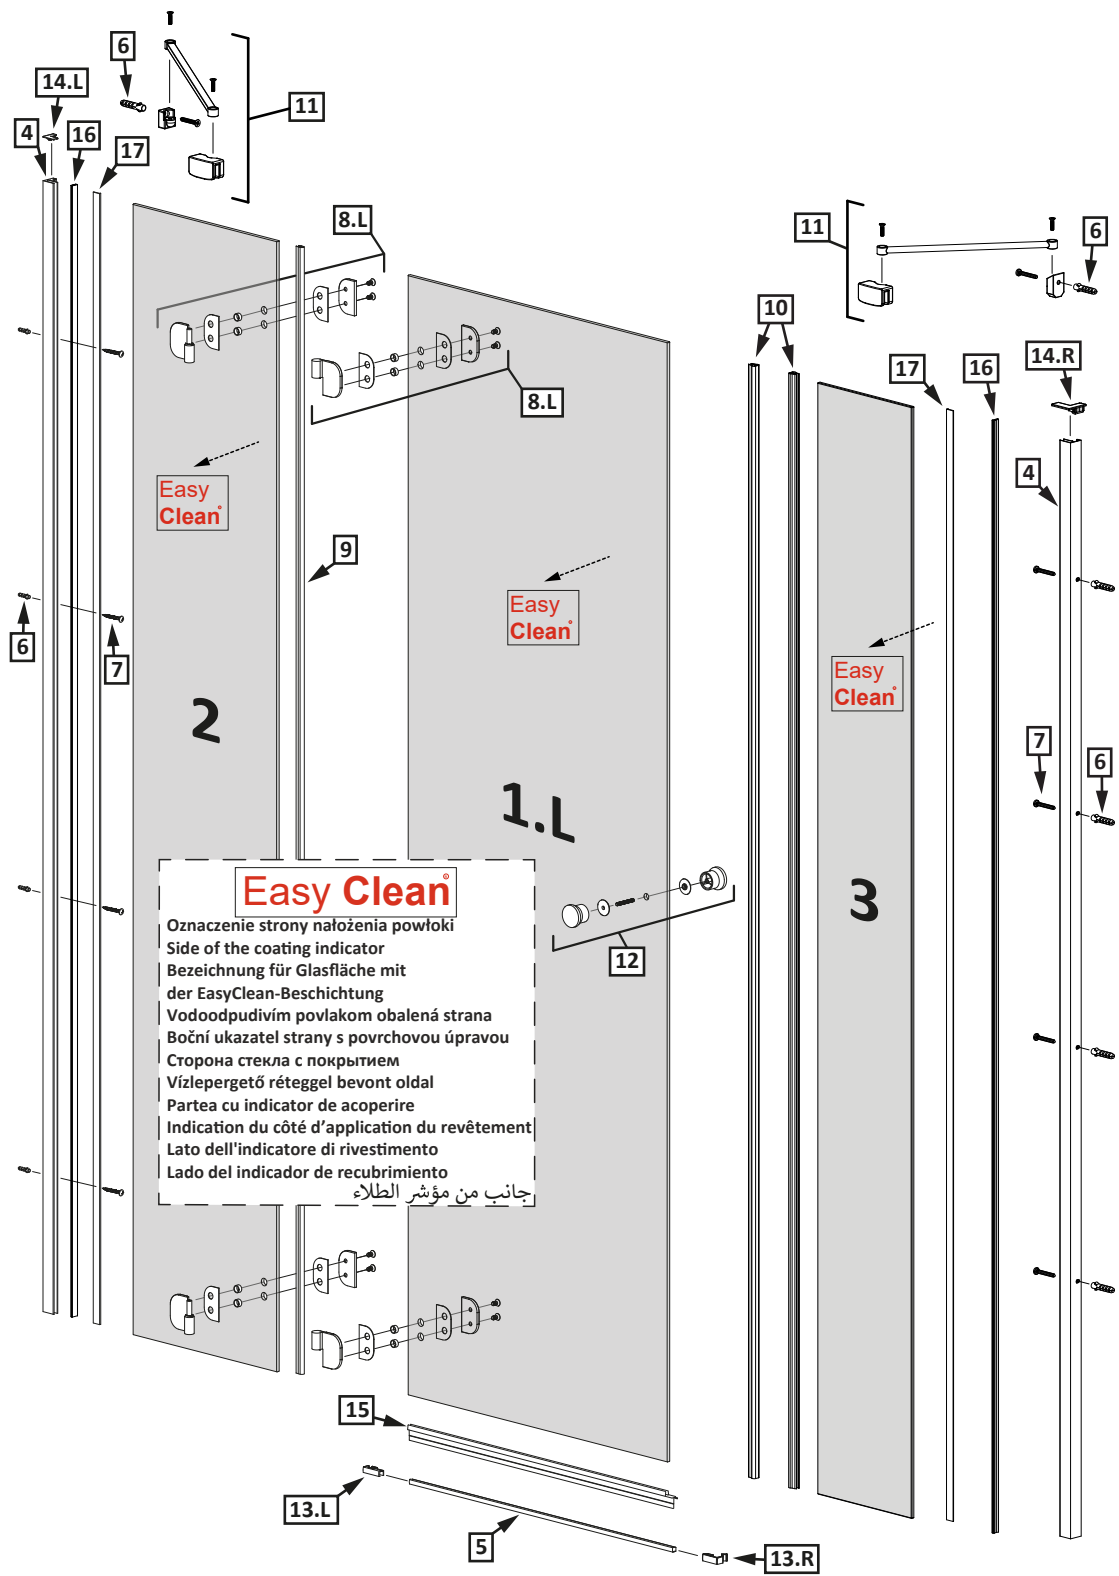 6
14.L
4
16
17
11
8.L
11
6
10
8.L
17
16
14.R
Easy
Clean
4
9
Easy
Clean
6
7
Easy
Clean
2
7
6
1.L
3
Easy Clean
12
Oznaczenie strony nałożenia powłoki
Side of the coating indicator
Bezeichnung für Glasfläche mit
der EasyClean-Beschichtung
Vodoodpudivím povlakom obalená strana
Boční ukazatel strany s povrchovou úpravou
Сторона стекла с покрытием
Vízlepergető réteggel bevont oldal
Partea cu indicator de acoperire
Indication du côté d’application du revêtement
Lato dell'indicatore di rivestimento
Lado del indicador de recubrimiento
جانب من مؤشر الطلاء
15
13.L
5
13.R